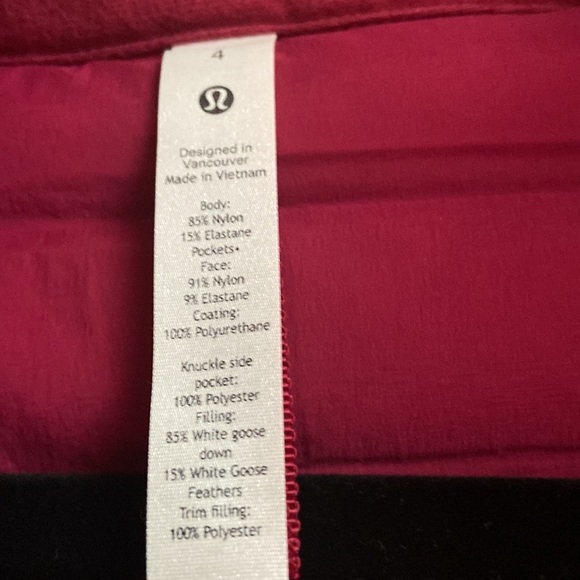 4
Designed in
Vancouver
Made in Vietnam
Body:
85% Nylon
15% Elastane
Pockets•
Face:
91% Nylon
9% Elastane
Coating:
100% Polyurethane
Knuckle side
pocket:
100% Polyester
Filling:
85% White goose
down
15% White Goose
Feathers
Trim filling:
100% Polyester